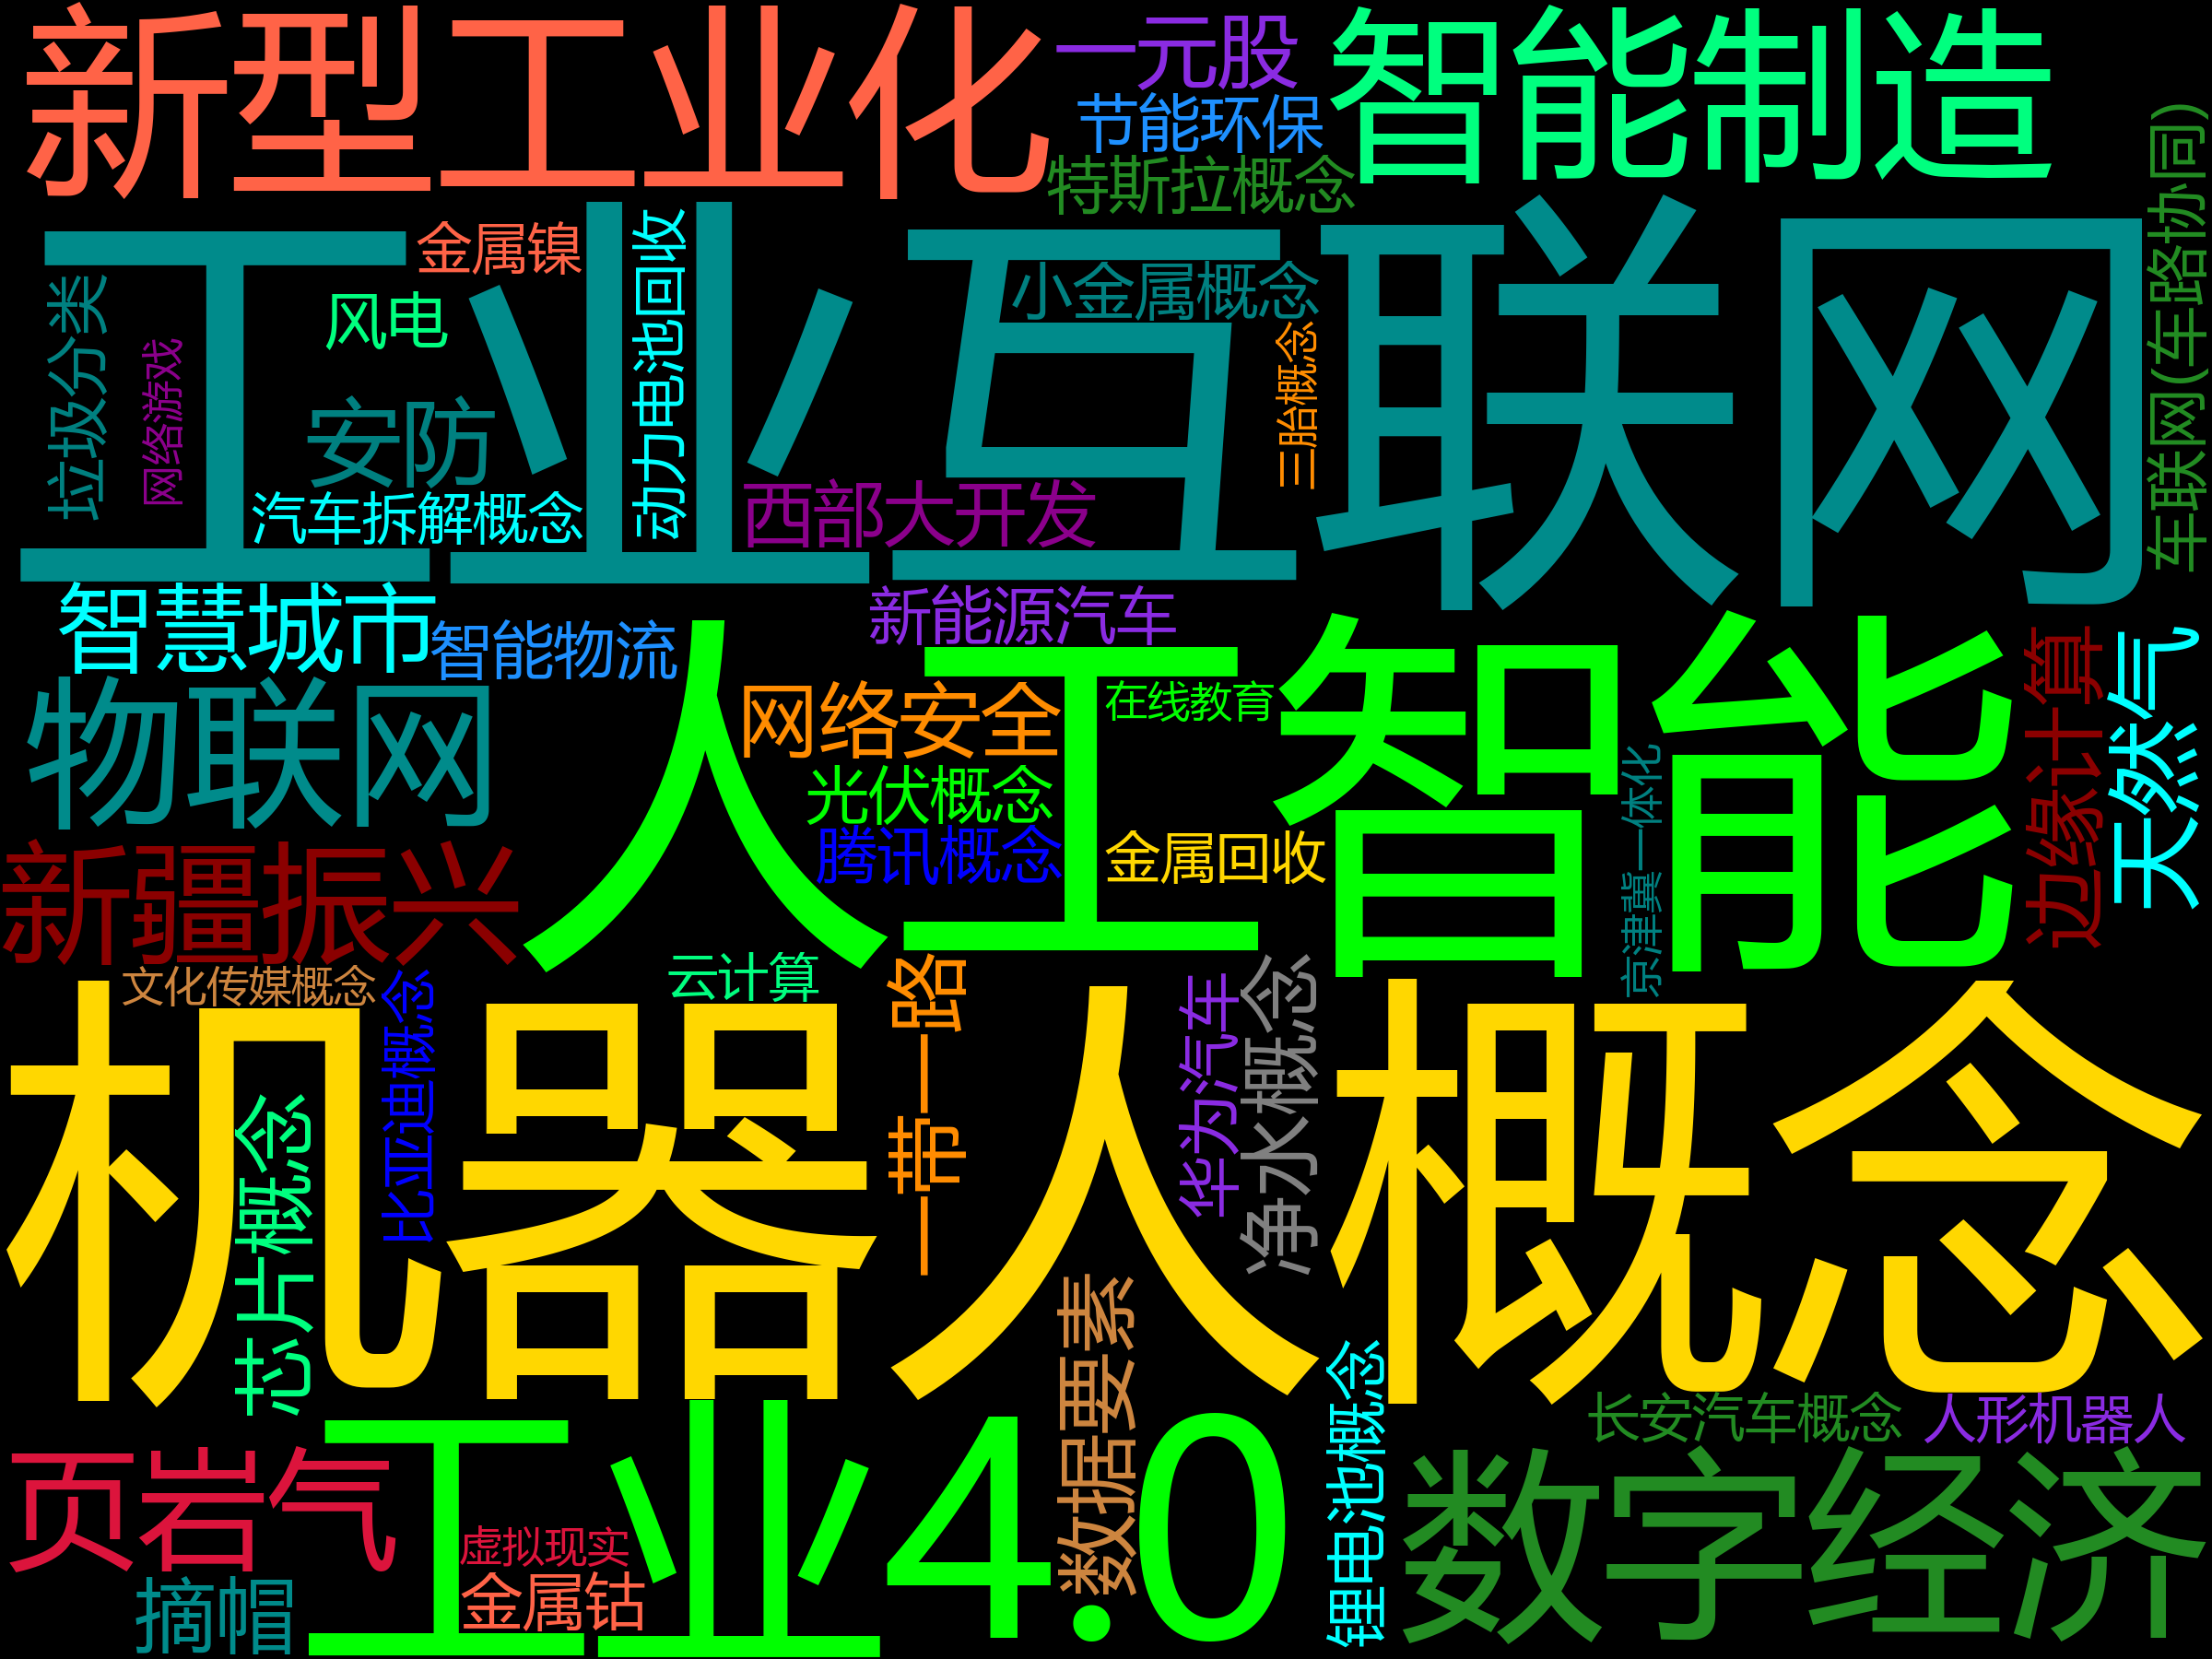 新型工业化
一元股
智能制造
节能环保
特斯拉概念
车联网(车路协同)
工业互联网
金属镍
风电
动力电池回收
小金属概念
垃圾分类
网络游戏
三胎概念
安防
汽车拆解概念
西部大开发
新能源汽车
智慧城市
智能物流
人工智能
物联网
网络安全
在线教育
光伏概念
腾讯概念
金属回收
京津冀一体化
边缘计算
天然气
新疆振兴
文化传媒概念
云计算
机器人概念
比亚迪概念
芯片概念
一带一路
华为汽车
净水概念
数据要素
锂电池概念
长安汽车概念
人形机器人
页岩气
工业4.0
数字经济
虚拟现实
金属钴
摘帽